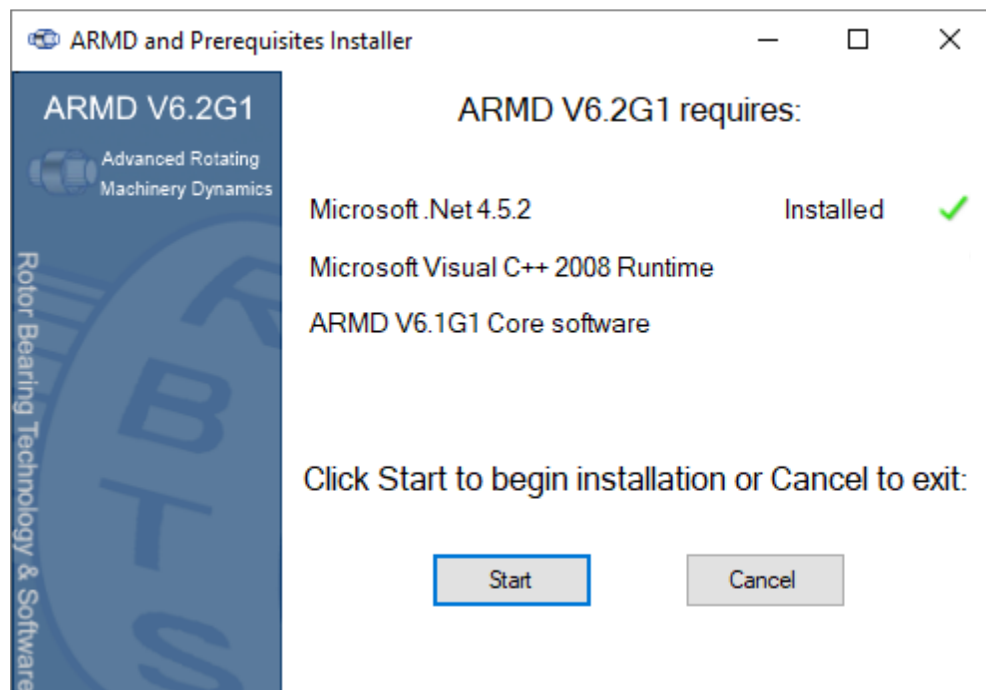 ARMD and Prerequisites Installer
ARMD V6.2G1
Advanced Rotating
Machinery Dynamics
Rotor Bearing Technology & Software
RBTS
ARMD V6.2G1 requires:
Microsoft .Net 4.5.2 Installed
Microsoft Visual C++ 2008 Runtime
ARMD V6.1G1 Core software
Click Start to begin installation or Cancel to exit:
Start Cancel